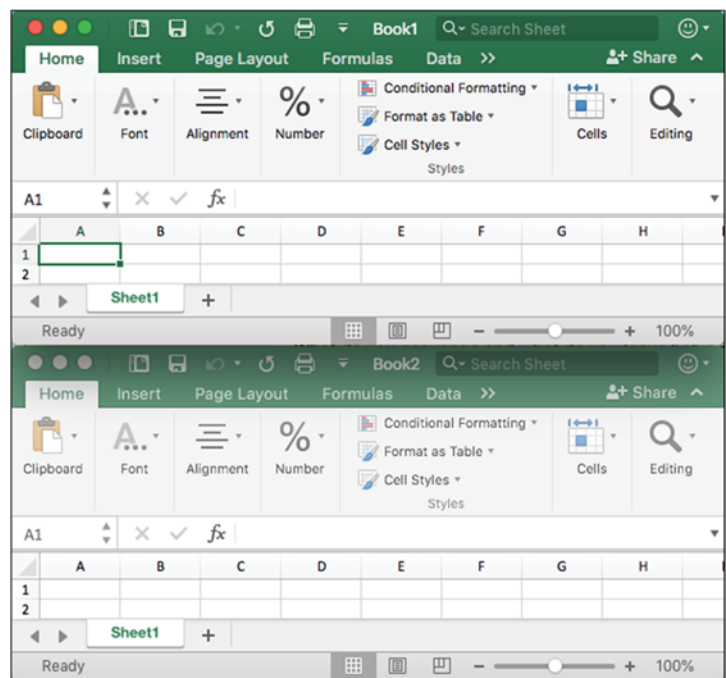 Book1 Search Sheet
Home Insert Page Layout Formulas Data >> Share
Clipboard Font Alignment Number Conditional Formatting Cells Editing
Format as Table
Cell Styles
Styles
A1 fx
A B C D E F G H
1
2
Sheet1 +
Ready 100%
Book2 Search Sheet
Home Insert Page Layout Formulas Data >> Share
Clipboard Font Alignment Number Conditional Formatting Cells Editing
Format as Table
Cell Styles
Styles
A1 fx
A B C D E F G H
1
2
Sheet1 +
Ready 100%